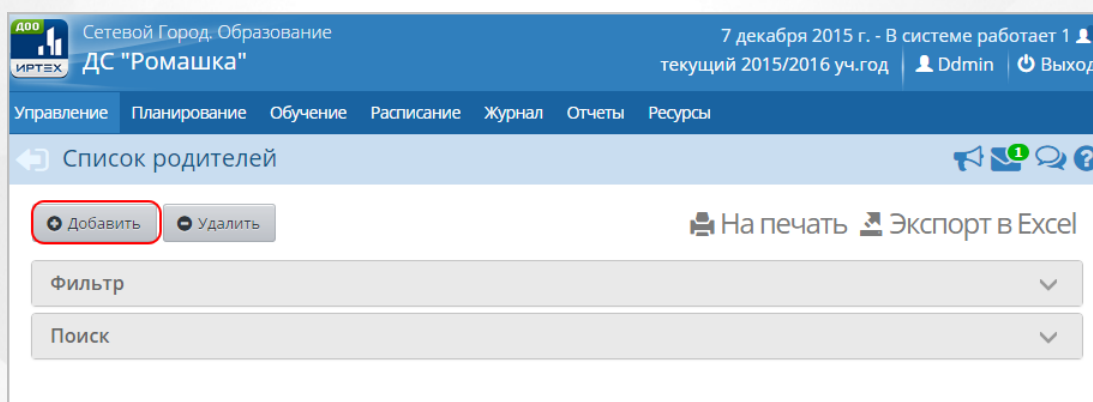 ДОО
ИРТЕХ
Сетевой Город. Образование
ДС "Ромашка"
7 декабря 2015 г. - В системе работает 1
текущий 2015/2016 уч.год Ddmin Выход
Управление Планирование Обучение Расписание Журнал Отчеты Ресурсы
Список родителей
1
?
Добавить Удалить
На печать Экспорт в Excel
Фильтр
Поиск